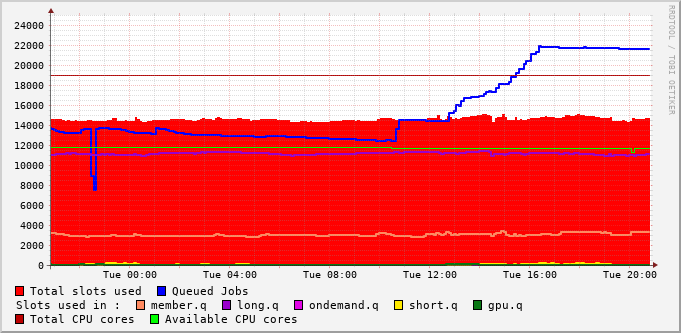 RRDTOOL / TOBI OETIKER
24000
22000
20000
18000
16000
14000
12000
10000
8000
6000
4000
2000
0
Tue 00:00 Tue 04:00 Tue 08:00 Tue 12:00 Tue 16:00 Tue 20:00
Total slots used Queued Jobs
Slots used in : member.q long.q ondemand.q short.q gpu.q
Total CPU cores Available CPU cores